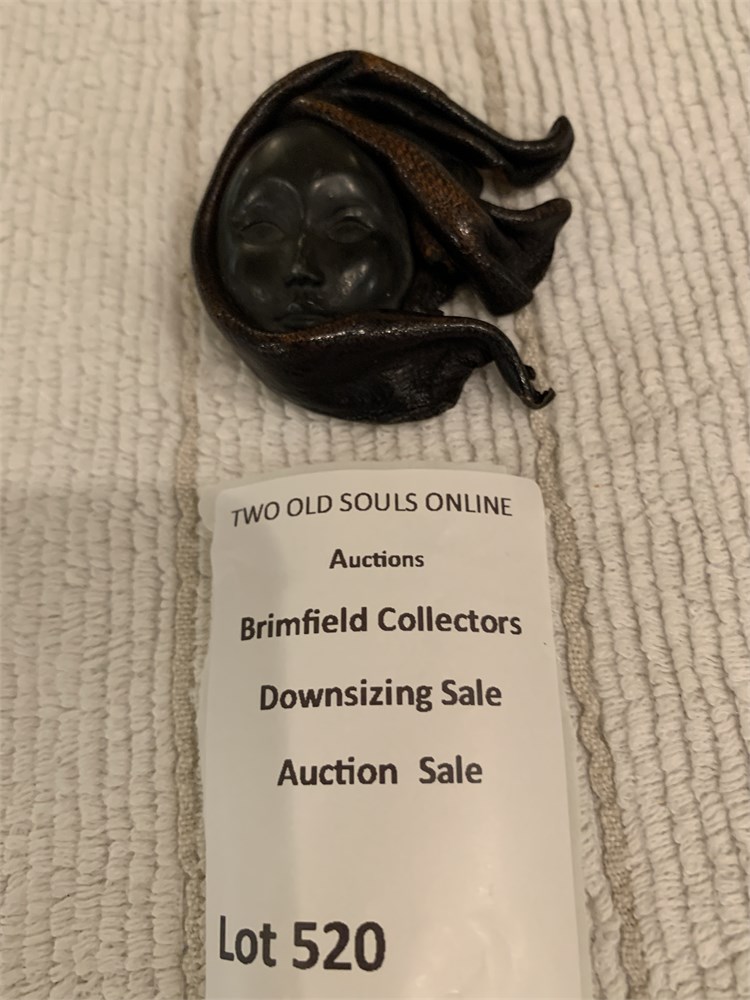 TWO OLD SOULS ONLINE
Auctions
Brimfield Collectors
Downsizing Sale
Auction Sale
Lot 520